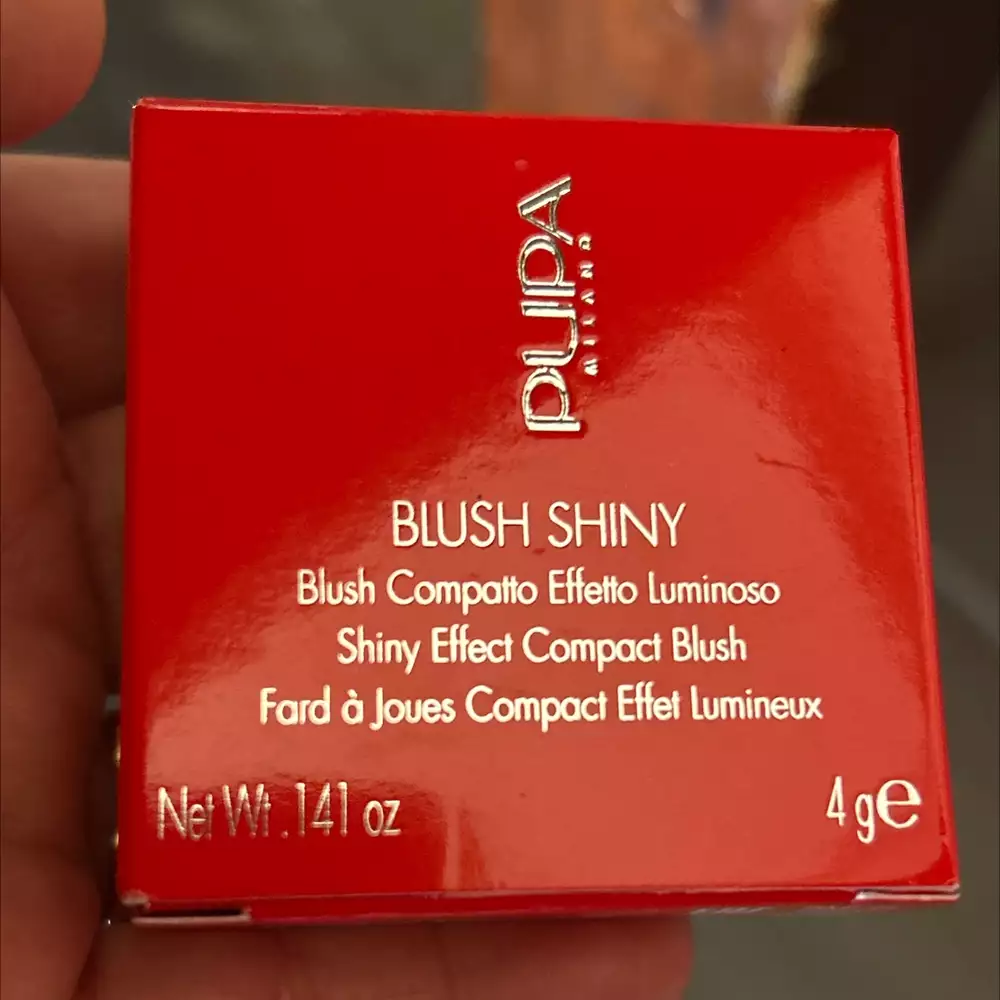 PUPA
MILANO
BLUSH SHINY
Blush Compatto Effetto Luminoso
Shiny Effect Compact Blush
Fard à Joues Compact Effet Lumineux
Net Wt .141 oz
4 g℮